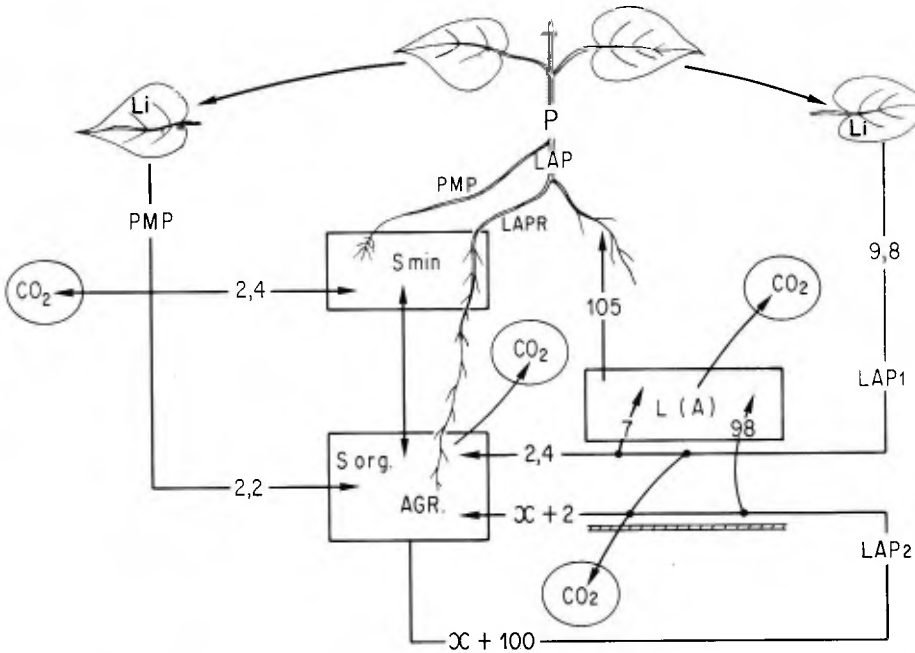 Li
Li
P
LAP
PMP
LAPR
PMP
S min
CO2
2,4
9,8
CO2
105
CO2
LAP1
L (A)
7
98
S org.
2,4
2,2
AGR.
x + 2
LAP2
CO2
x + 100